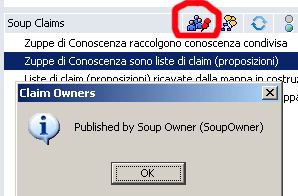 Soup Claims
Zuppe di Conoscenza raccolgono conoscenza condivisa
Zuppe di Conoscenza sono liste di claim (proposizioni)
Liste di claim (proposizioni) ricavate dalla mappa in costruz
Claim Owners
Published by Soup Owner (SoupOwner)
OK